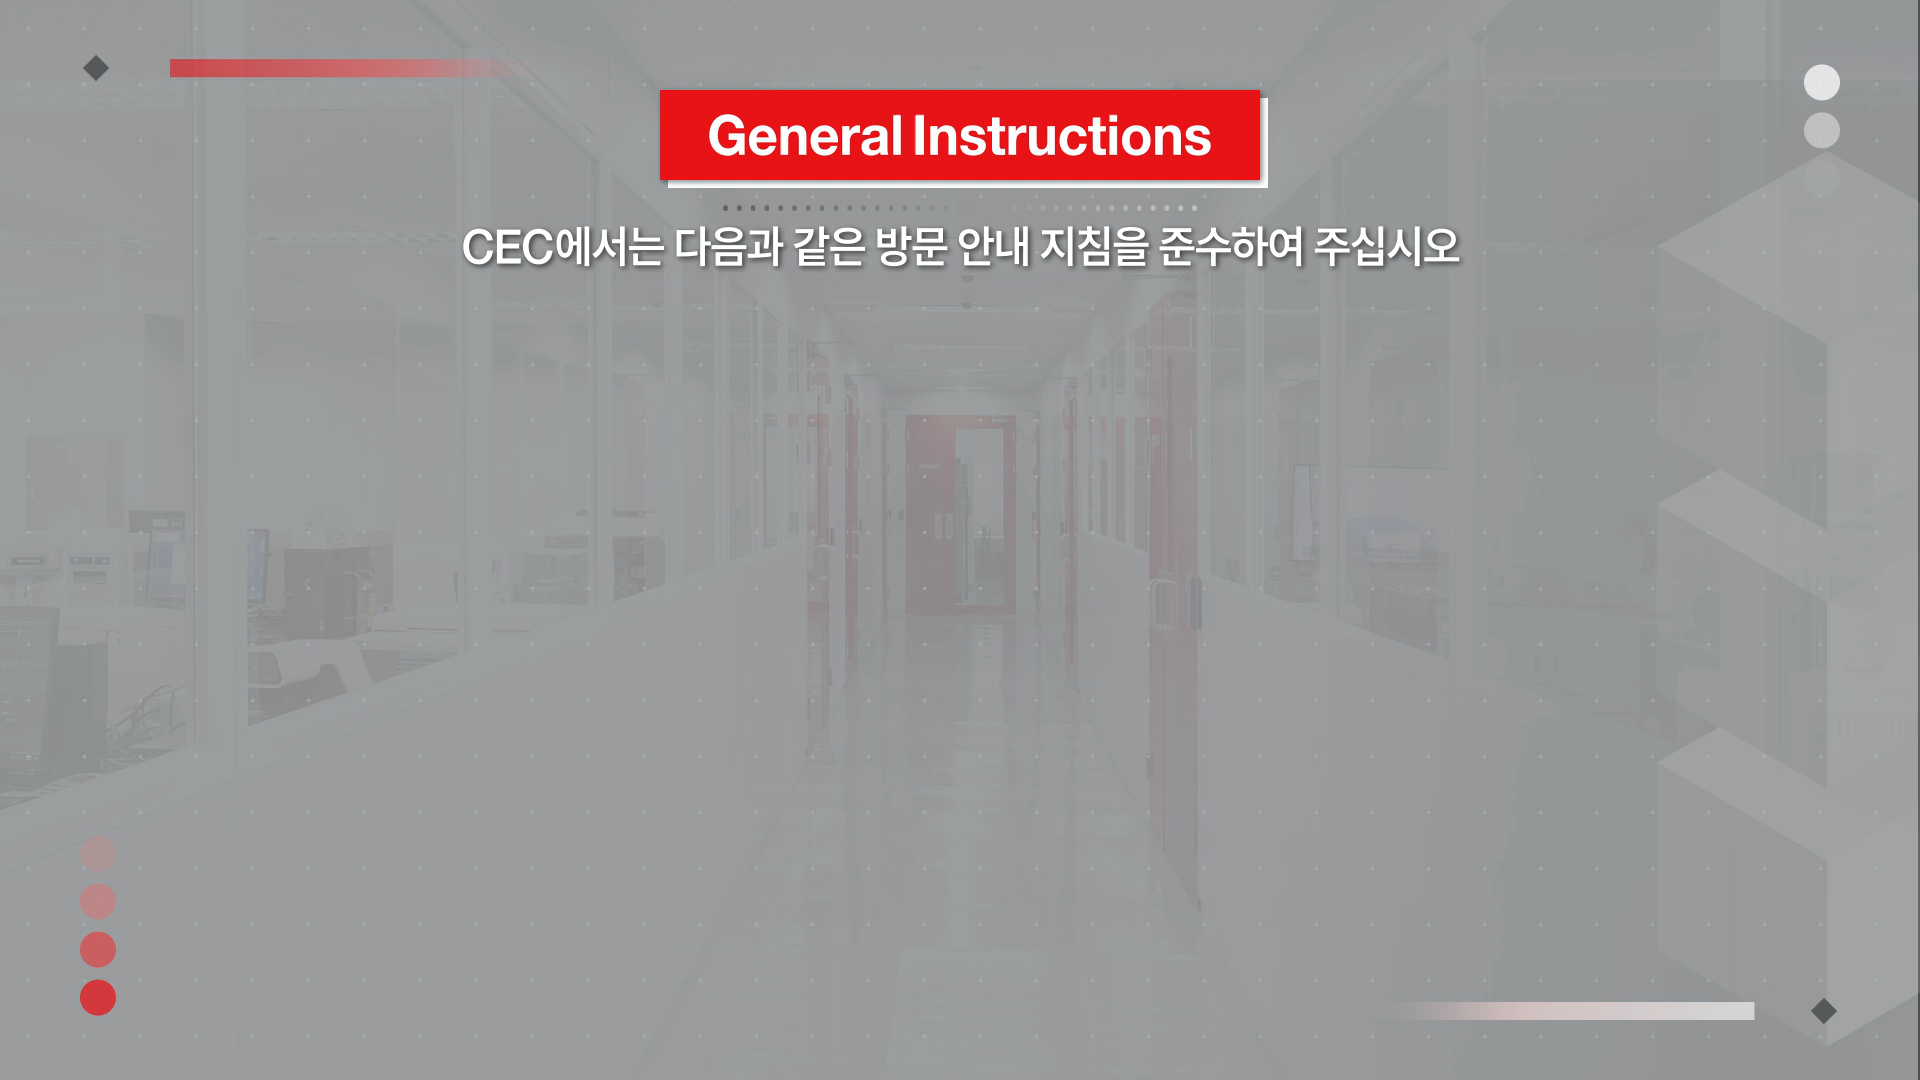 General Instructions
CEC에서는 다음과 같은 방문 안내 지침을 준수하여 주십시오